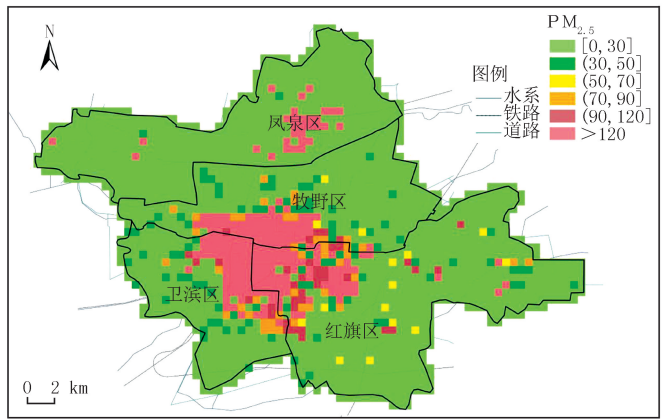 N
PM2.5
[0,30]
(30,50]
(50,70]
(70,90]
(90,120]
>120
图例
水系
铁路
道路
凤泉区
牧野区
卫滨区
红旗区
0 2 km